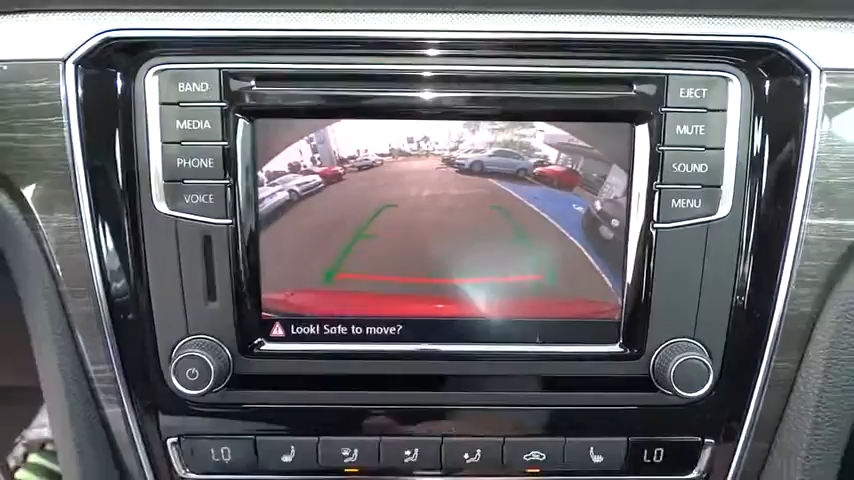 BAND
MEDIA
PHONE
VOICE
EJECT
MUTE
SOUND
MENU
Look! Safe to move?
LO
LO